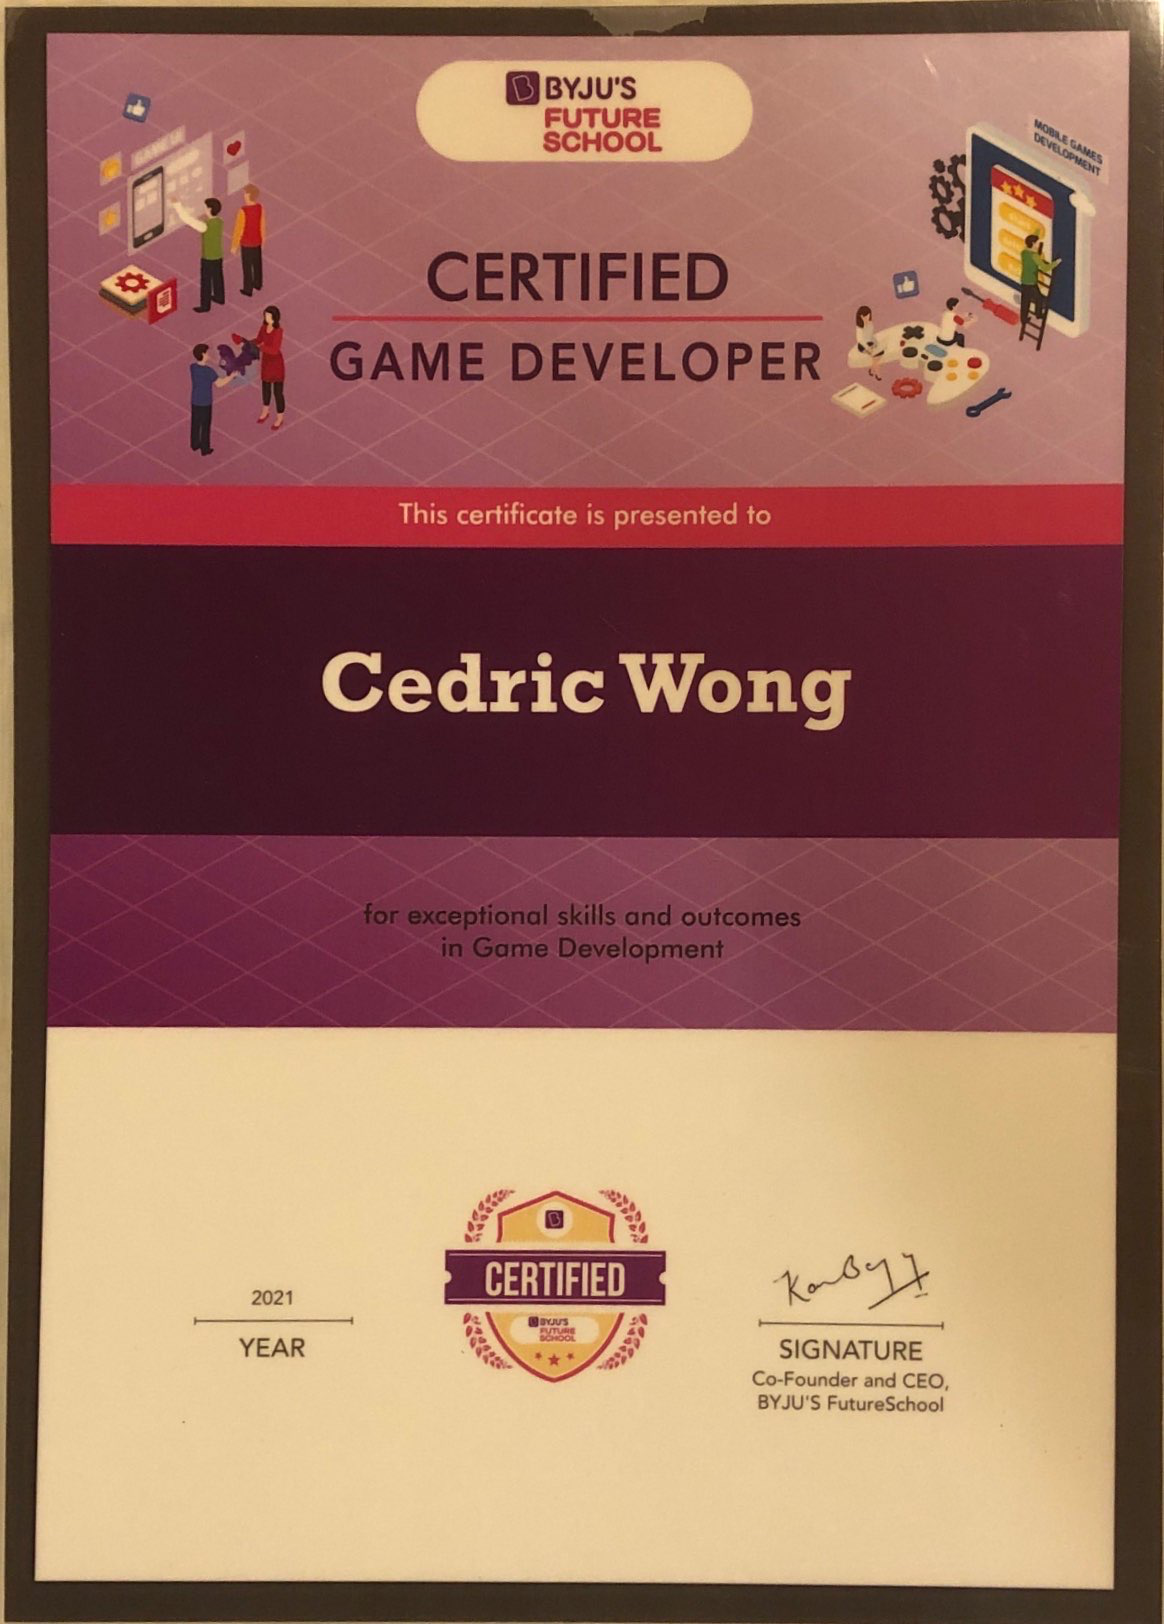 BYJU'S
FUTURE
SCHOOL
MOBILE GAMES
DEVELOPMENT
CERTIFIED
GAME DEVELOPER
This certificate is presented to
Cedric Wong
for exceptional skills and outcomes
in Game Development
CERTIFIED
BYJU'S
FUTURE
SCHOOL
2021
YEAR
SIGNATURE
Co-Founder and CEO,
BYJU'S FutureSchool